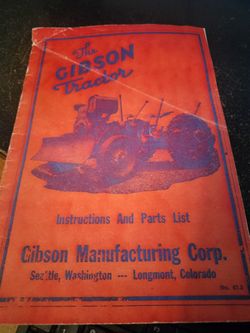 The
GIBSON
Tractor
Instructions And Parts List
Gibson Manufacturing Corp.
Seattle, Washington --- Longmont, Colorado